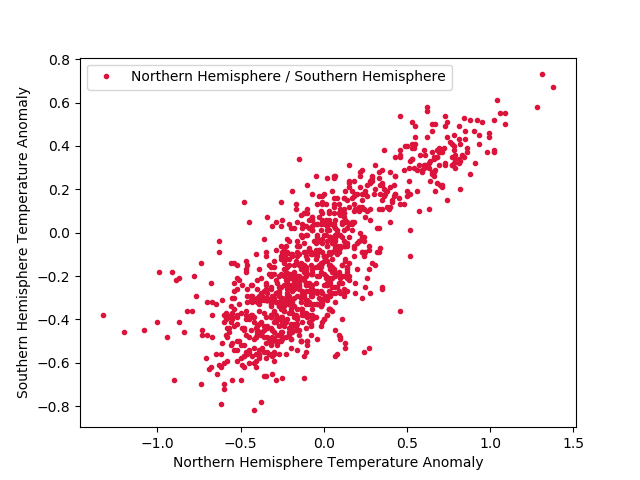 Northern Hemisphere / Southern Hemisphere
Southern Hemisphere Temperature Anomaly
0.8
0.6
0.4
0.2
0.0
−0.2
−0.4
−0.6
−0.8
−1.0 −0.5 0.0 0.5 1.0 1.5
Northern Hemisphere Temperature Anomaly